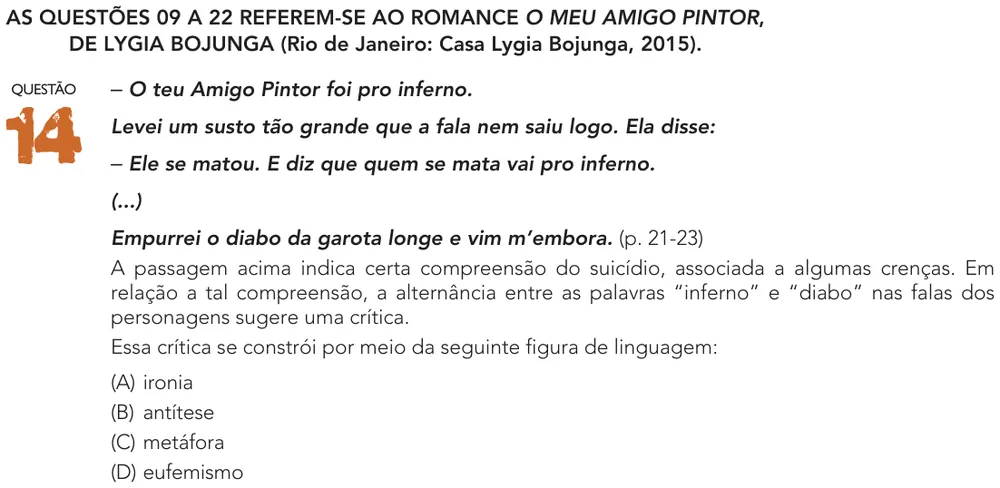 AS QUESTÕES 09 A 22 REFEREM-SE AO ROMANCE O MEU AMIGO PINTOR,
DE LYGIA BOJUNGA (Rio de Janeiro: Casa Lygia Bojunga, 2015).
QUESTÃO
14
– O teu Amigo Pintor foi pro inferno.
Levei um susto tão grande que a fala nem saiu logo. Ela disse:
– Ele se matou. E diz que quem se mata vai pro inferno.
(...)
Empurrei o diabo da garota longe e vim m’embora. (p. 21-23)
A passagem acima indica certa compreensão do suicídio, associada a algumas crenças. Em
relação a tal compreensão, a alternância entre as palavras “inferno” e “diabo” nas falas dos
personagens sugere uma crítica.
Essa crítica se constrói por meio da seguinte figura de linguagem:
(A) ironia
(B) antítese
(C) metáfora
(D) eufemismo